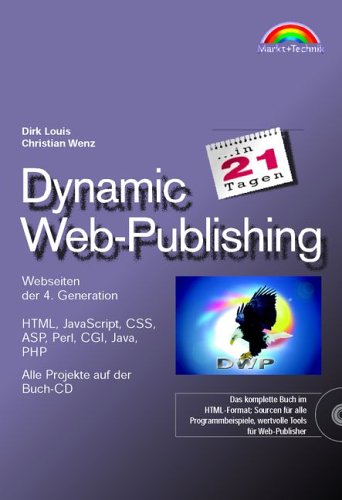 Markt+Technik
Dirk Louis
Christian Wenz
...in
21
Tagen
Dynamic
Web-Publishing
Webseiten
der 4. Generation
HTML, JavaScript, CSS,
ASP, Perl, CGI, Java,
PHP
Alle Projekte auf der
Buch-CD
DWP
Das komplette Buch im
HTML-Format; Sourcen für alle
Programmbeispiele, wertvolle Tools
für Web-Publisher